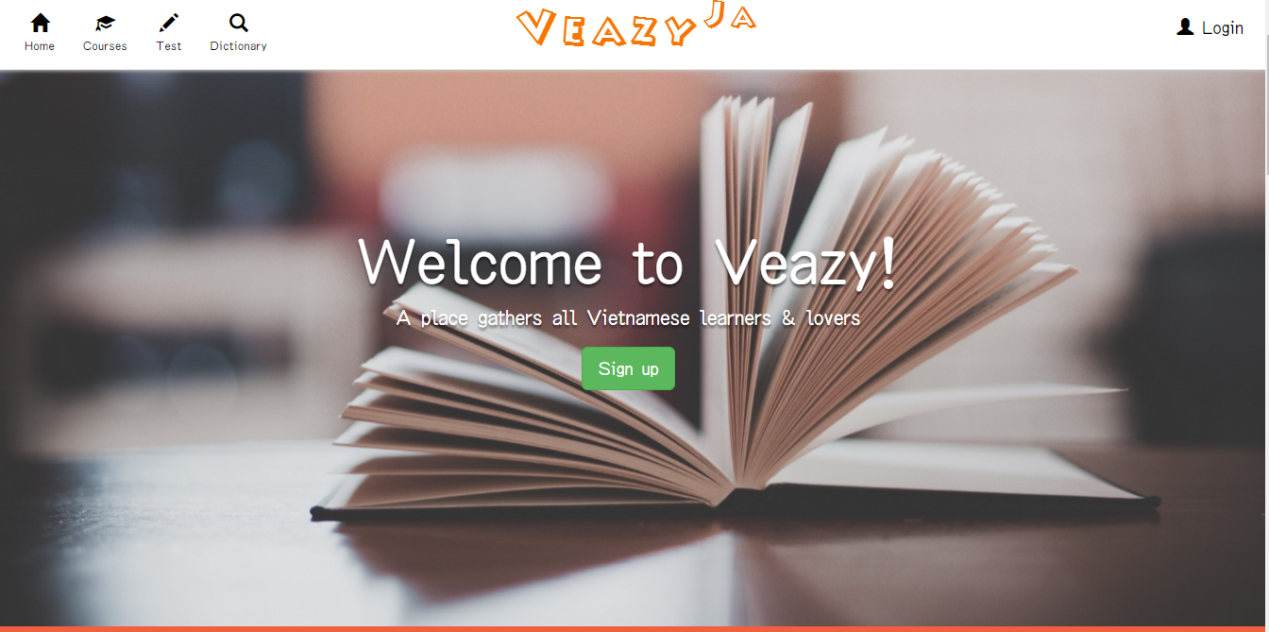 Home Courses Test Dictionary
VEAZY JA
Login
Welcome to Veazy!
A place gathers all Vietnamese learners & lovers
Sign up